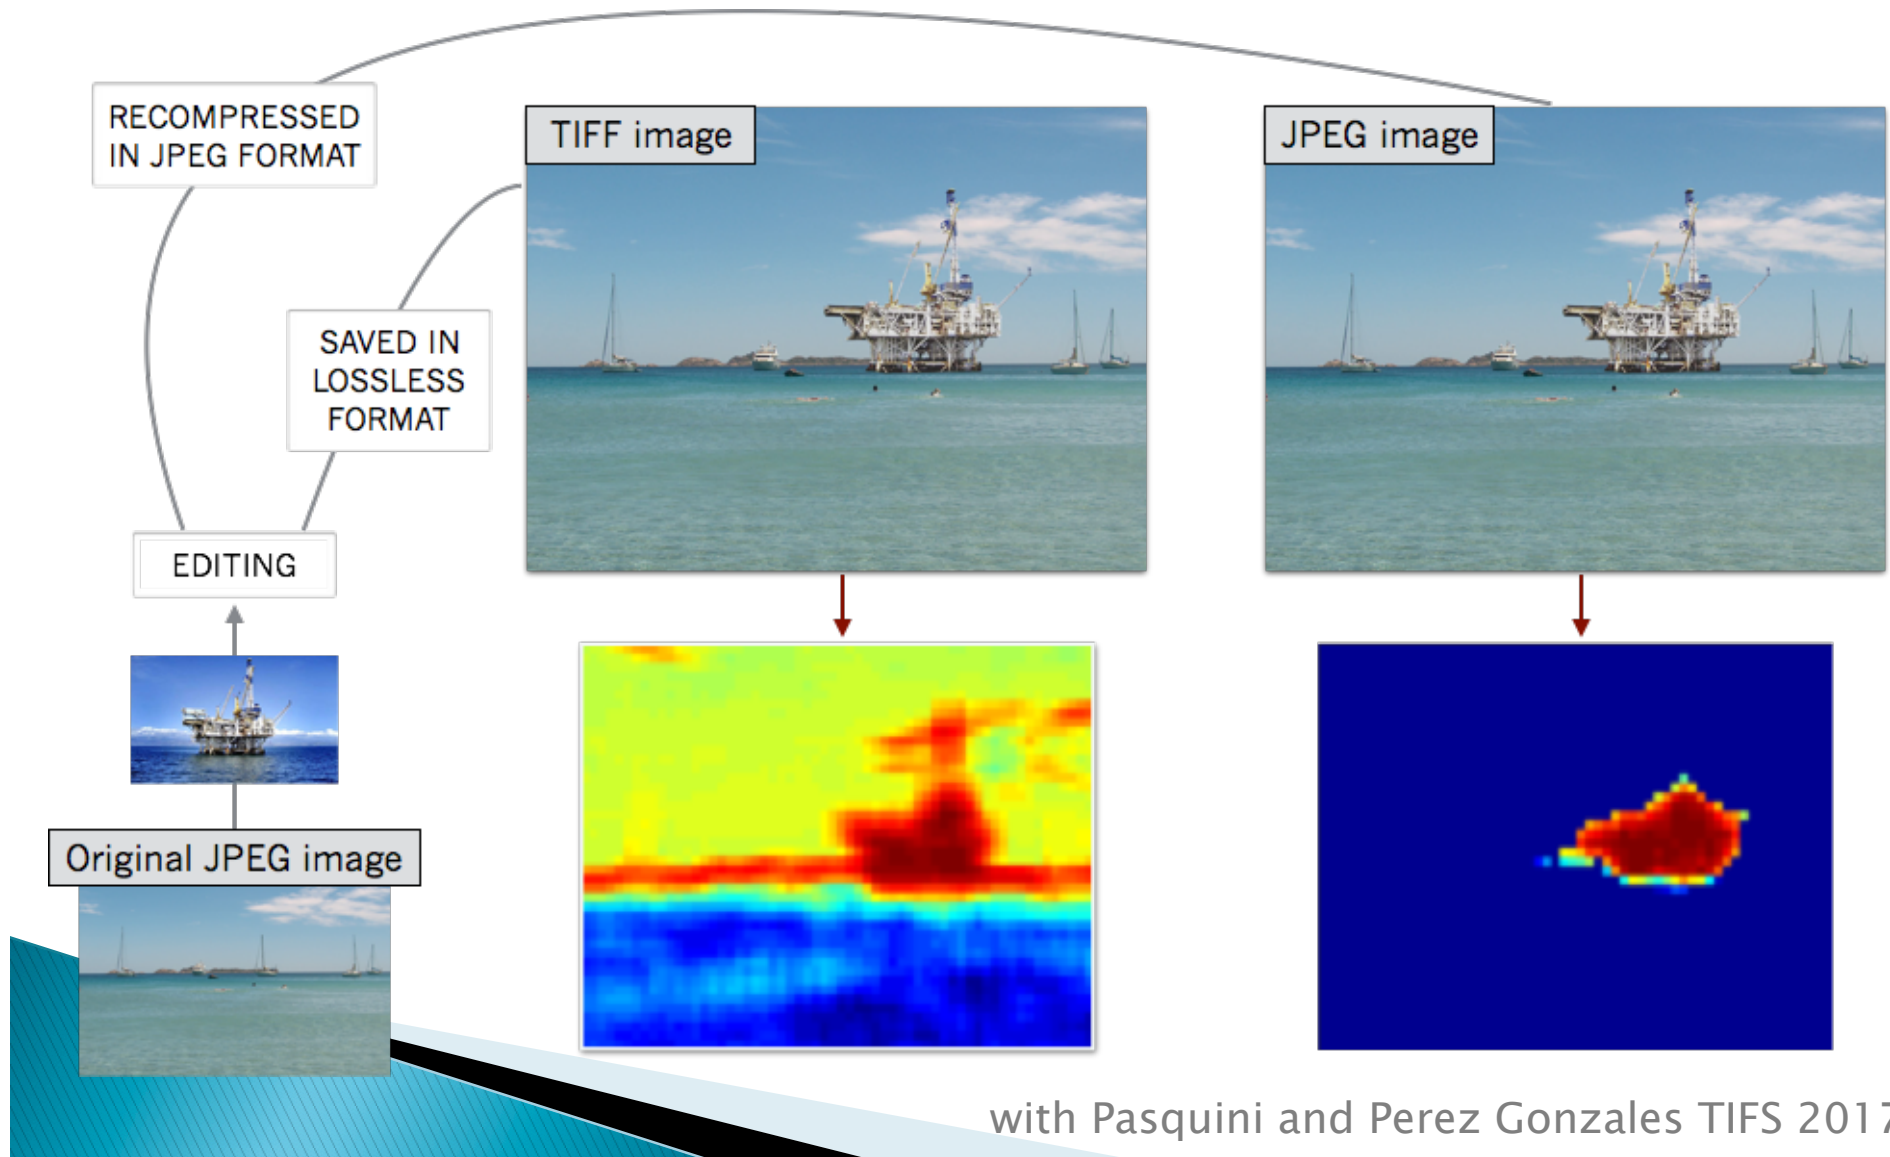 RECOMPRESSED
IN JPEG FORMAT
TIFF image
JPEG image
SAVED IN
LOSSLESS
FORMAT
EDITING
Original JPEG image
with Pasquini and Perez Gonzales TIFS 2017